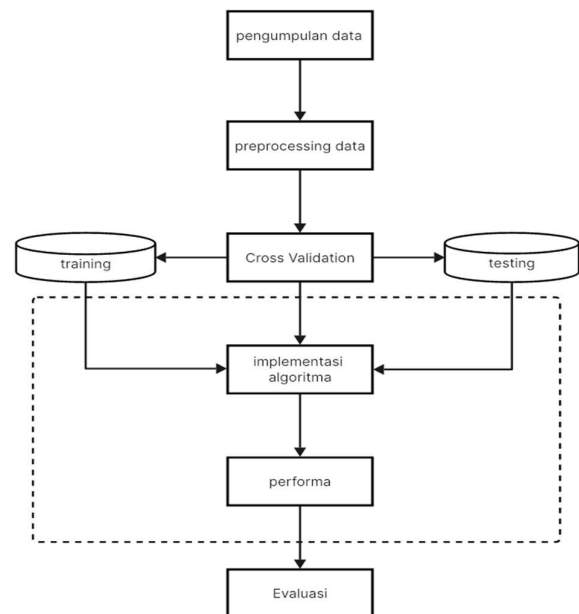 pengumpulan data
preprocessing data
training
Cross Validation
testing
implementasi
algoritma
performa
Evaluasi